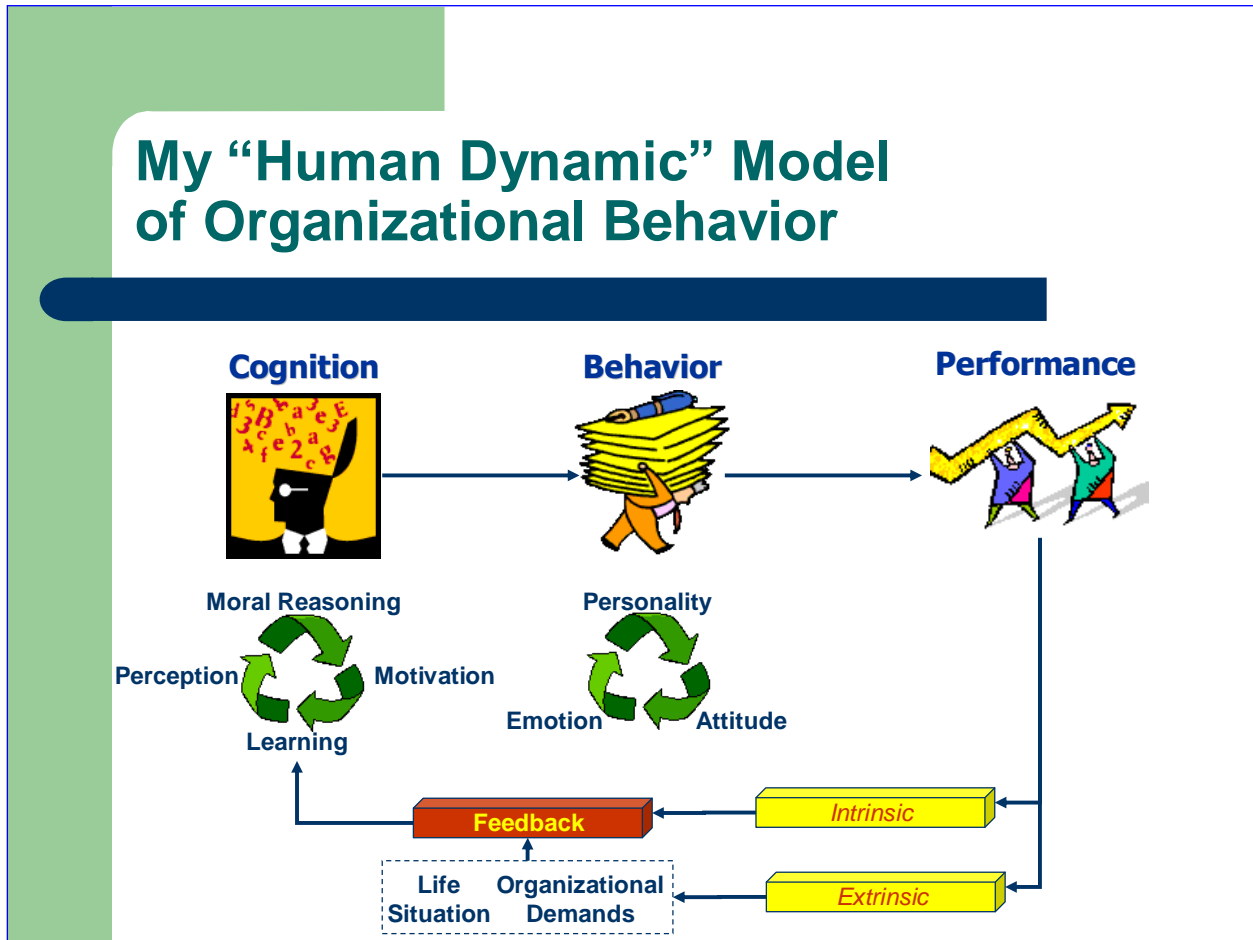 My “Human Dynamic” Model
of Organizational Behavior
Cognition
Behavior
Performance
Moral Reasoning
Perception
Motivation
Learning
Personality
Emotion
Attitude
Feedback
Intrinsic
Life
Situation
Organizational
Demands
Extrinsic